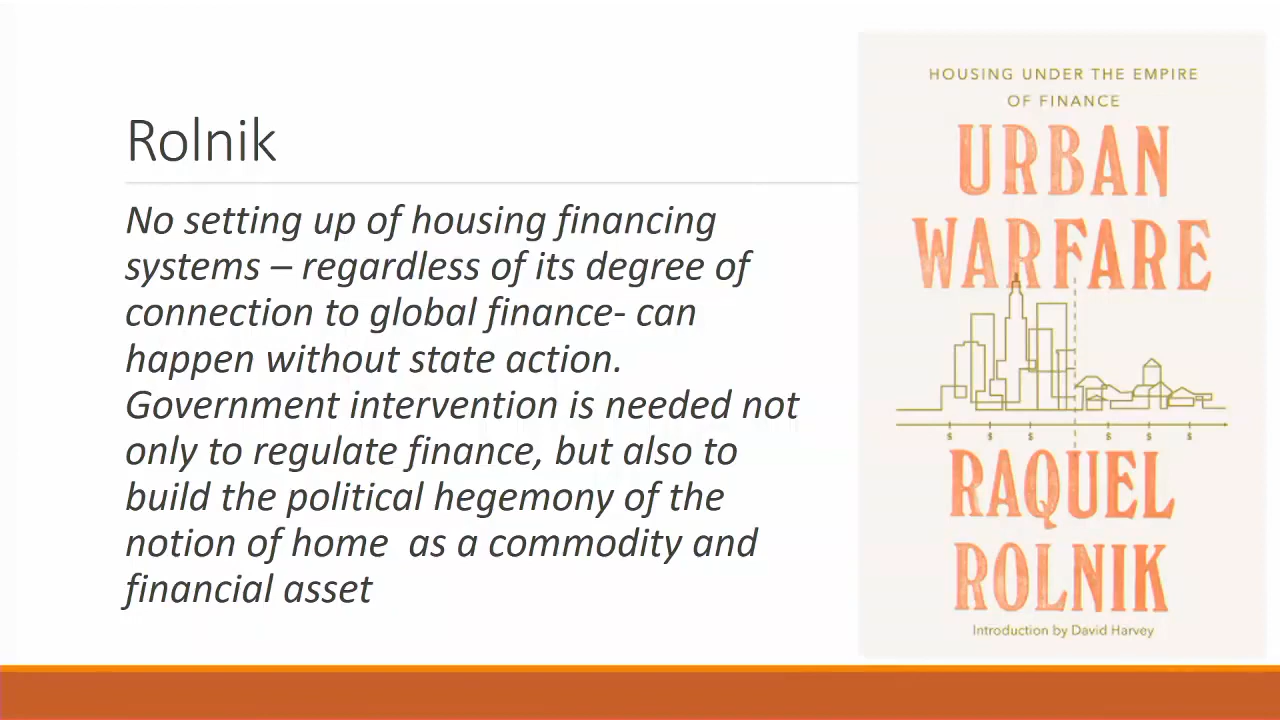 Rolnik
No setting up of housing financing
systems – regardless of its degree of
connection to global finance- can
happen without state action.
Government intervention is needed not
only to regulate finance, but also to
build the political hegemony of the
notion of home  as a commodity and
financial asset
HOUSING UNDER THE EMPIRE
OF FINANCE
URBAN
WARFARE
$ $ $ $ $ $
RAQUEL
ROLNIK
Introduction by David Harvey